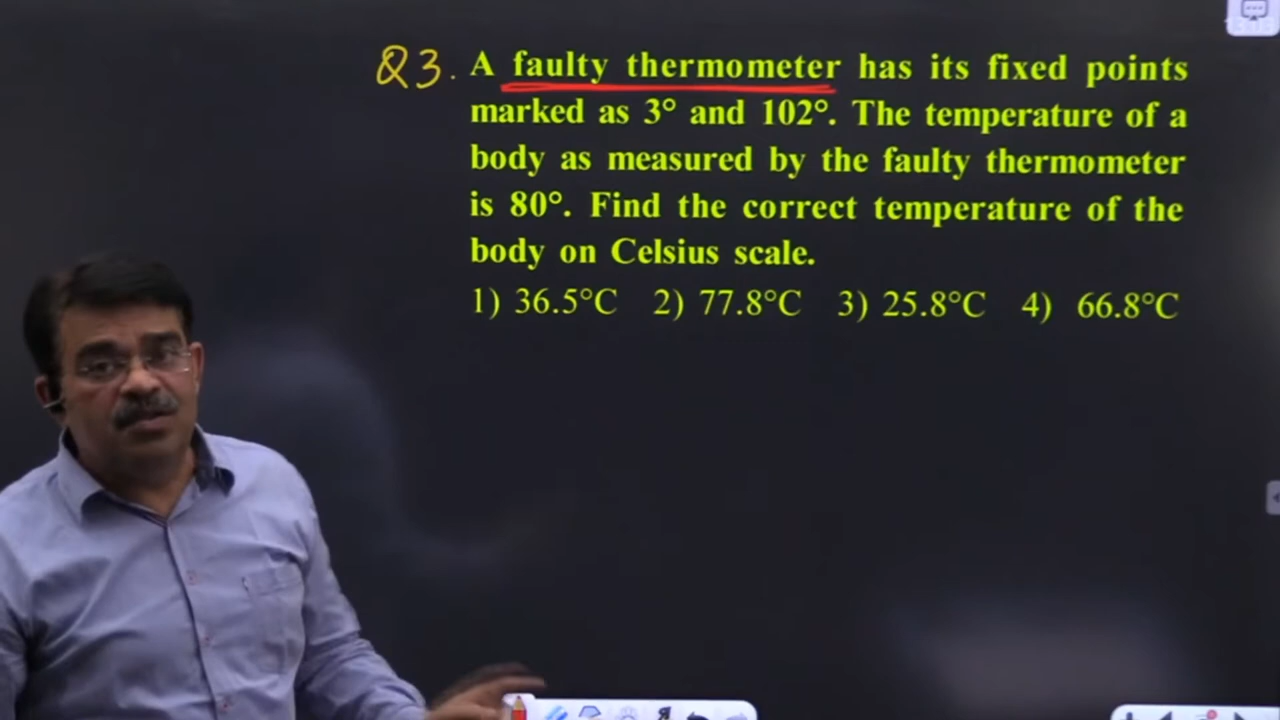 Q3. A faulty thermometer has its fixed points
marked as 3° and 102°. The temperature of a
body as measured by the faulty thermometer
is 80°. Find the correct temperature of the
body on Celsius scale.
1) 36.5°C 2) 77.8°C 3) 25.8°C 4) 66.8°C